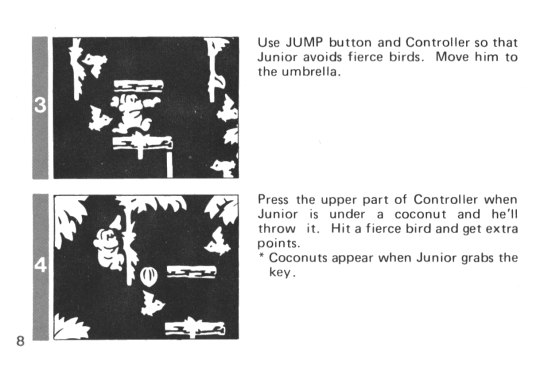 3
Use JUMP button and Controller so that
Junior avoids fierce birds. Move him to
the umbrella.
4
Press the upper part of Controller when
Junior is under a coconut and he'll
throw it. Hit a fierce bird and get extra
points.
* Coconuts appear when Junior grabs the
key.
8